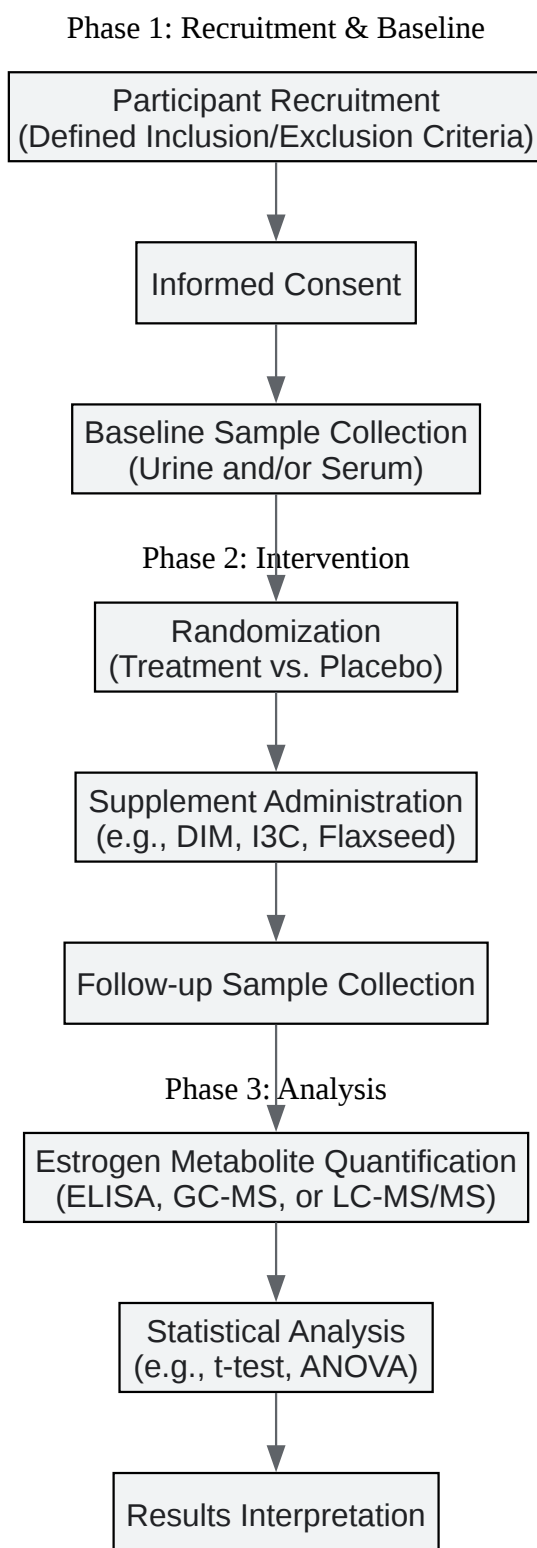 Phase 1: Recruitment & Baseline
Participant Recruitment
(Defined Inclusion/Exclusion Criteria)
Informed Consent
Baseline Sample Collection
(Urine and/or Serum)
Phase 2: Intervention
Randomization
(Treatment vs. Placebo)
Supplement Administration
(e.g., DIM, I3C, Flaxseed)
Follow-up Sample Collection
Phase 3: Analysis
Estrogen Metabolite Quantification
(ELISA, GC-MS, or LC-MS/MS)
Statistical Analysis
(e.g., t-test, ANOVA)
Results Interpretation